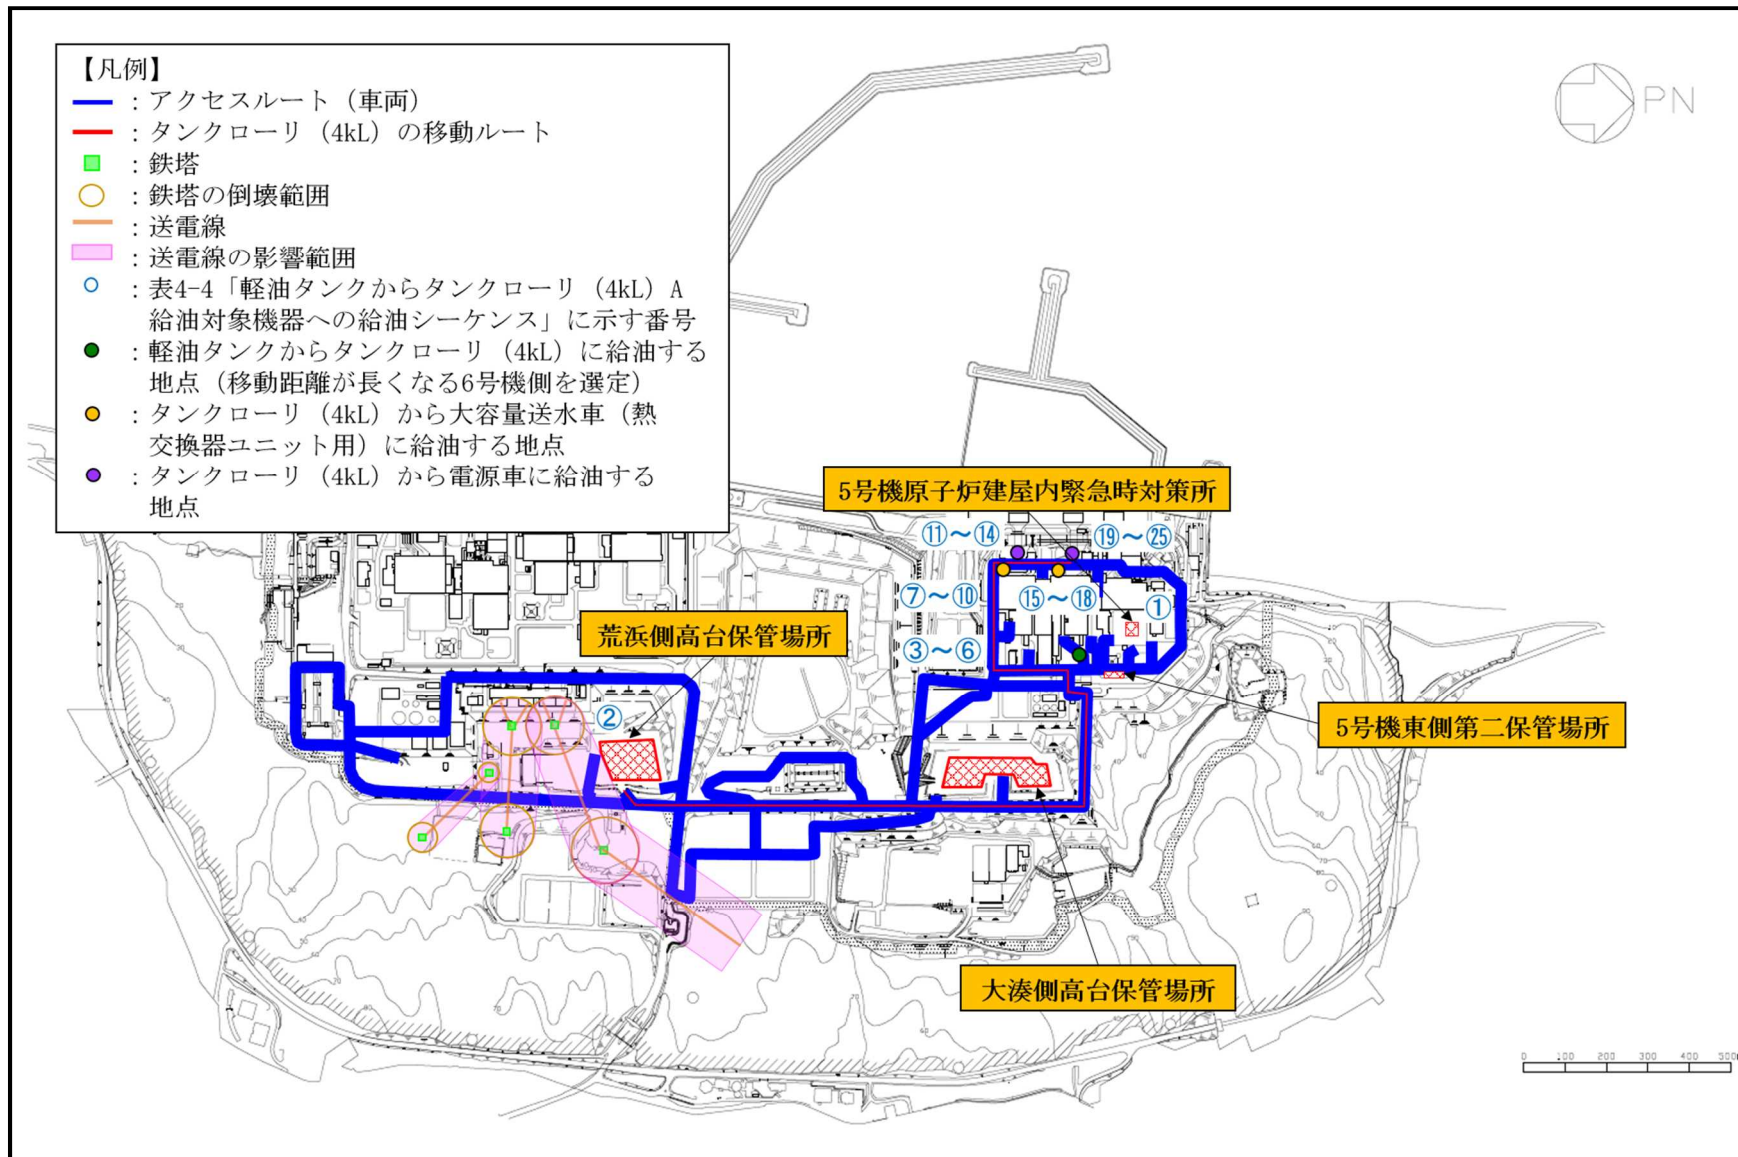 【凡例】
：アクセスルート（車両）
：タンクローリ（4kL）の移動ルート
：鉄塔
：鉄塔の倒壊範囲
：送電線
：送電線の影響範囲
：表4-4「軽油タンクからタンクローリ（4kL）A
給油対象機器への給油シーケンス」に示す番号
：軽油タンクからタンクローリ（4kL）に給油する
地点（移動距離が長くなる6号機側を選定）
：タンクローリ（4kL）から大容量送水車（熱
交換器ユニット用）に給油する地点
：タンクローリ（4kL）から電源車に給油する
地点
PN
5号機原子炉建屋内緊急時対策所
⑪～⑭
⑲～㉕
⑦～⑩
⑮～⑱
①
③～⑥
荒浜側高台保管場所
②
5号機東側第二保管場所
大湊側高台保管場所
0 100 200 300 400 500